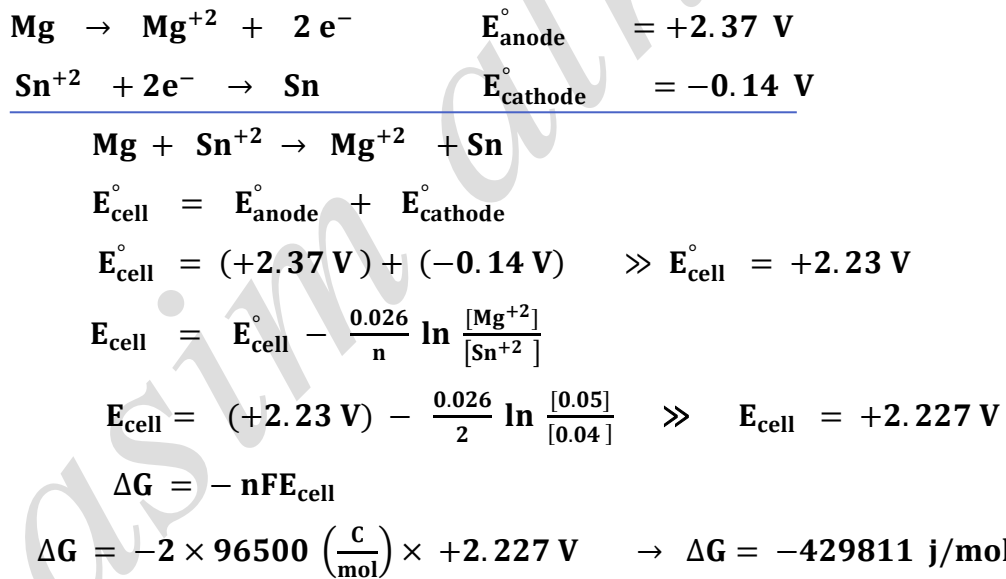 Mg → Mg⁺² + 2 e⁻ E°anode = +2.37 V
Sn⁺² + 2e⁻ → Sn E°cathode = −0.14 V
Mg + Sn⁺² → Mg⁺² + Sn
E°cell = E°anode + E°cathode
E°cell = (+2.37 V ) + (−0.14 V) ≫ E°cell = +2.23 V
Ecell = E°cell − 0.026/n ln [Mg⁺²]/[Sn⁺² ]
Ecell = (+2.23 V) − 0.026/2 ln [0.05]/[0.04 ] ≫ Ecell = +2.227 V
ΔG = − nFEcell
ΔG = −2 × 96500 (C/mol) × +2.227 V → ΔG = −429811 j/mol
asim